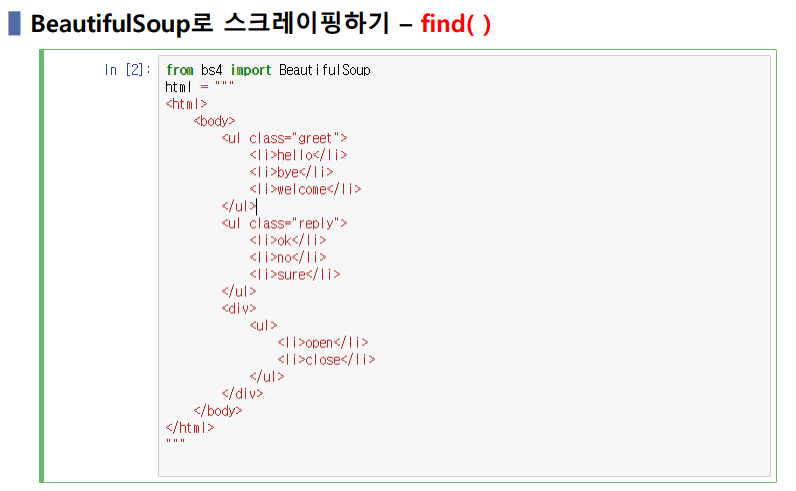 BeautifulSoup로 스크레이핑하기 – find( )
In [2]: from bs4 import BeautifulSoup
html = """
<html>
    <body>
        <ul class="greet">
            <li>hello</li>
            <li>bye</li>
            <li>welcome</li>
        </ul>
        <ul class="reply">
            <li>ok</li>
            <li>no</li>
            <li>sure</li>
        </ul>
        <div>
            <ul>
                <li>open</li>
                <li>close</li>
            </ul>
        </div>
    </body>
</html>
"""